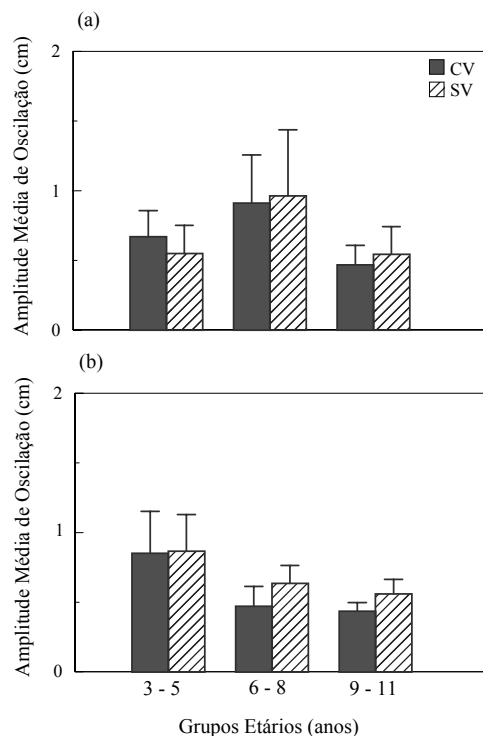 (a)
Amplitude Média de Oscilação (cm)
2
1
0
CV
SV
(b)
Amplitude Média de Oscilação (cm)
2
1
0
3 - 5
6 - 8
9 - 11
Grupos Etários (anos)